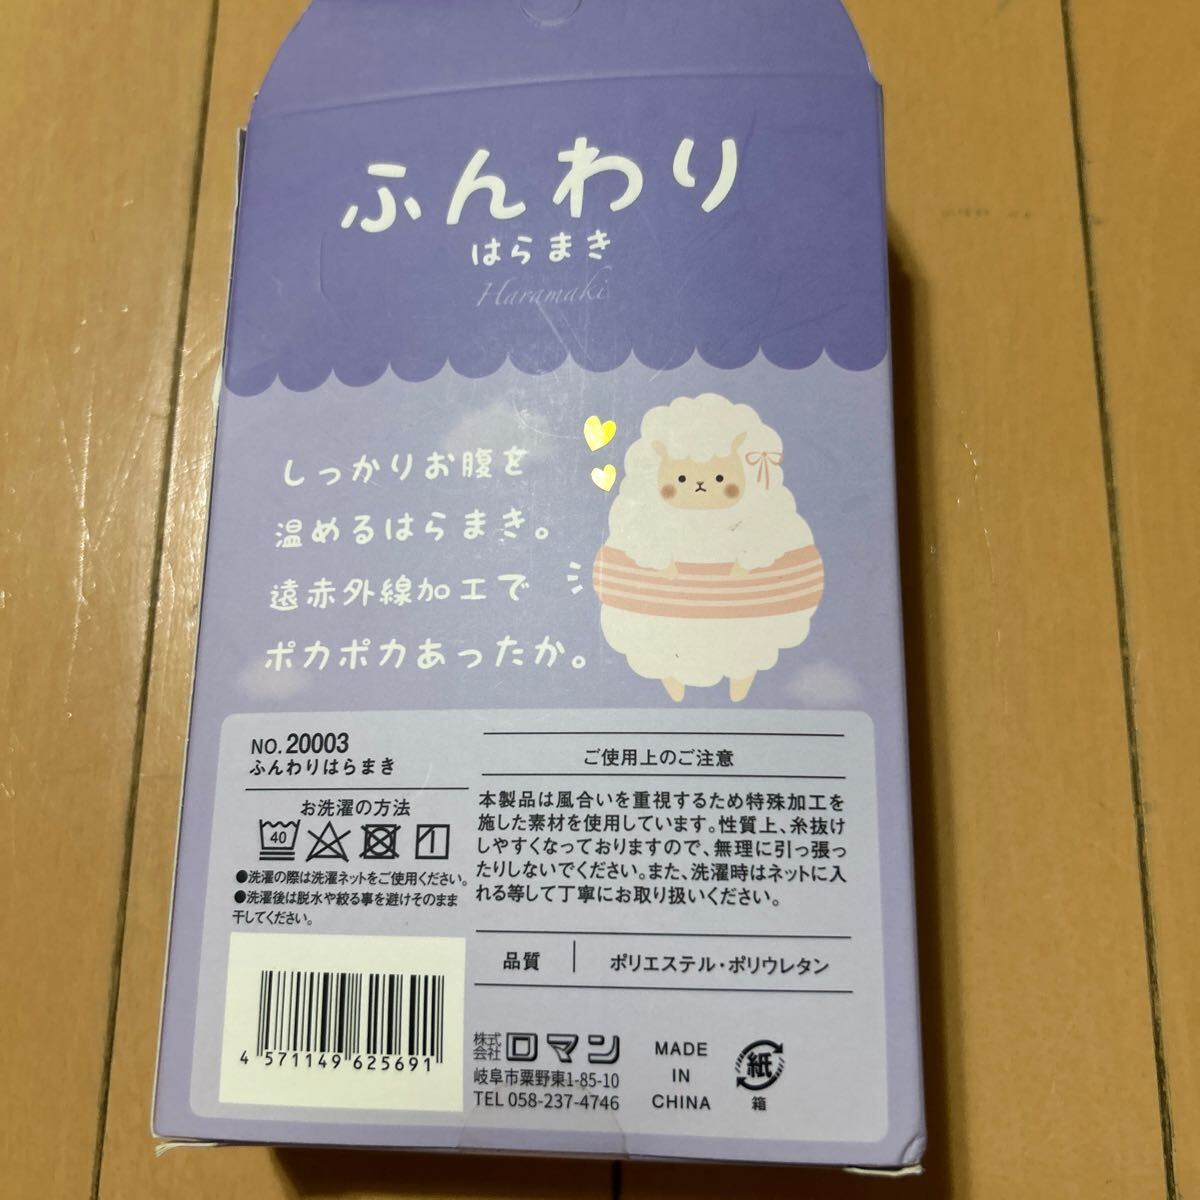 ふんわり
はらまき
Haramaki
しっかりお腹を
温めるはらまき。
遠赤外線加工で
ポカポカあったか。
NO. 20003
ふんわりはらまき
お洗濯の方法
40
●洗濯の際は洗濯ネットをご使用ください。
●洗濯後は脱水や絞る事を避けそのまま
干してください。
ご使用上のご注意
本製品は風合いを重視するため特殊加工を
施した素材を使用しています。性質上、糸抜け
しやすくなっておりますので、無理に引っ張っ
たりしないでください。また、洗濯時はネットに入
れる等して丁寧にお取り扱いください。
品質 ポリエステル・ポリウレタン
4 571149 625691
株式会社ロマン
岐阜市粟野東1-85-10
TEL 058-237-4746
MADE
IN
CHINA
紙
箱